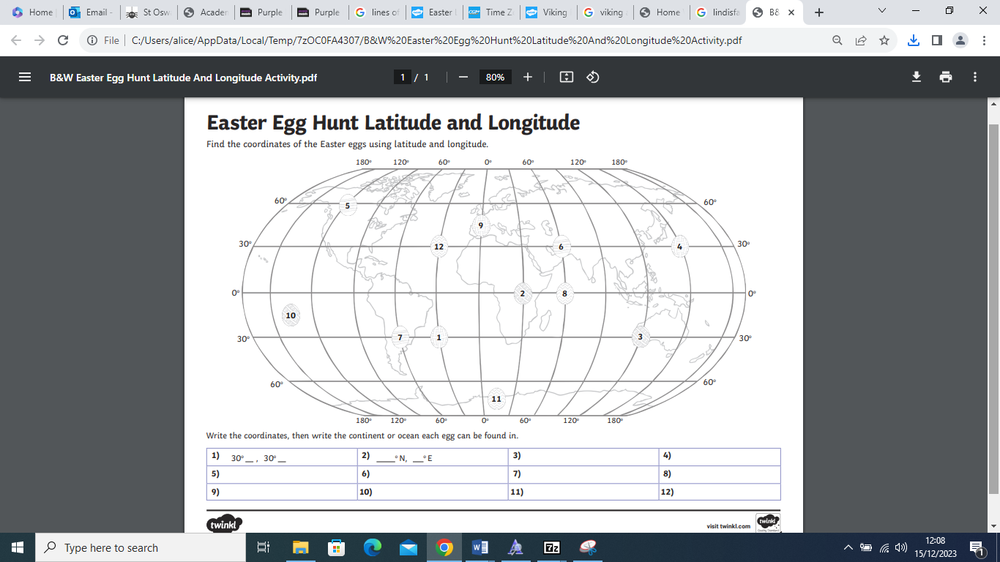 Home
Email -
St Oswa
Academ
Purple
Purple
lines of
Easter
Time Z
Viking
viking a
Home
lindisfa
B&
File
C:/Users/alice/AppData/Local/Temp/7zOC0FA4307/B&W%20Easter%20Egg%20Hunt%20Latitude%20And%20Longitude%20Activity.pdf
B&W Easter Egg Hunt Latitude And Longitude Activity.pdf
1 / 1
80%
Easter Egg Hunt Latitude and Longitude
Find the coordinates of the Easter eggs using latitude and longitude.
180° 120° 60° 0° 60° 120° 180°
60° 60°
5
9
30° 12 6 4 30°
0° 2 8 0°
10
30° 7 1 3 30°
60° 60°
11
180° 120° 60° 0° 60° 120° 180°
Write the coordinates, then write the continent or ocean each egg can be found in.
1) 30° __ , 30° __
2) ____° N, __° E
3)
4)
5)
6)
7)
8)
9)
10)
11)
12)
twinkl
visit twinkl.com
twinkl
Type here to search
12:08
15/12/2023
1